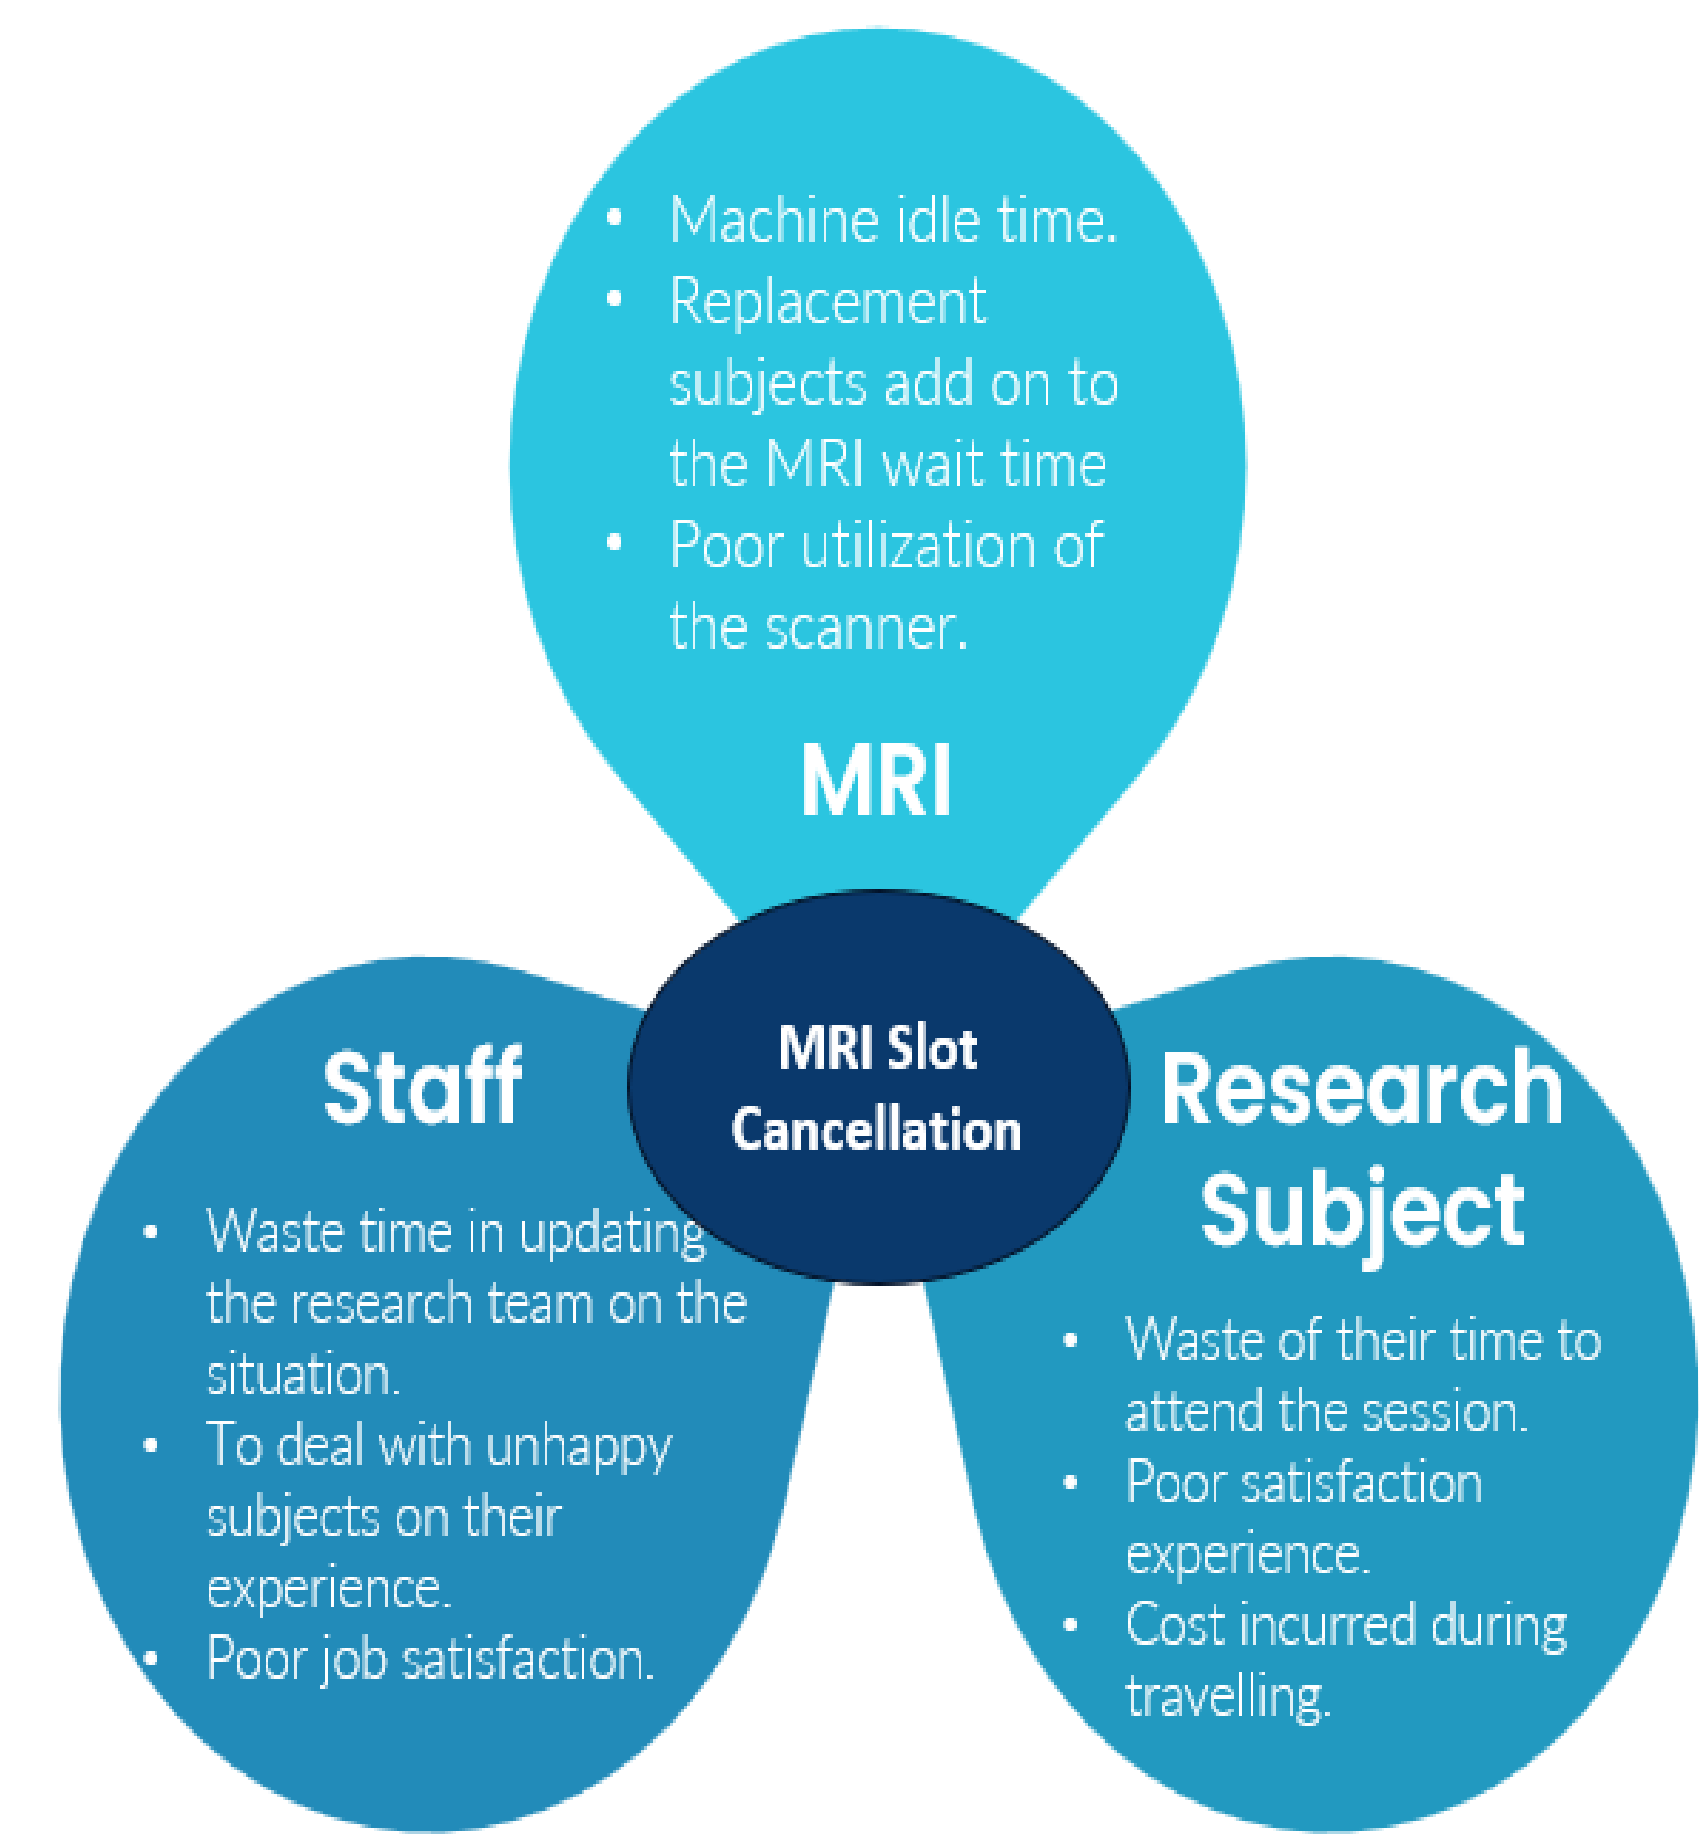 • Machine idle time.
• Replacement
subjects add on to
the MRI wait time
• Poor utilization of
the scanner.
MRI
MRI Slot
Cancellation
Staff
• Waste time in updating
the research team on the
situation.
• To deal with unhappy
subjects on their
experience.
• Poor job satisfaction.
Research
Subject
• Waste of their time to
attend the session.
• Poor satisfaction
experience.
• Cost incurred during
travelling.